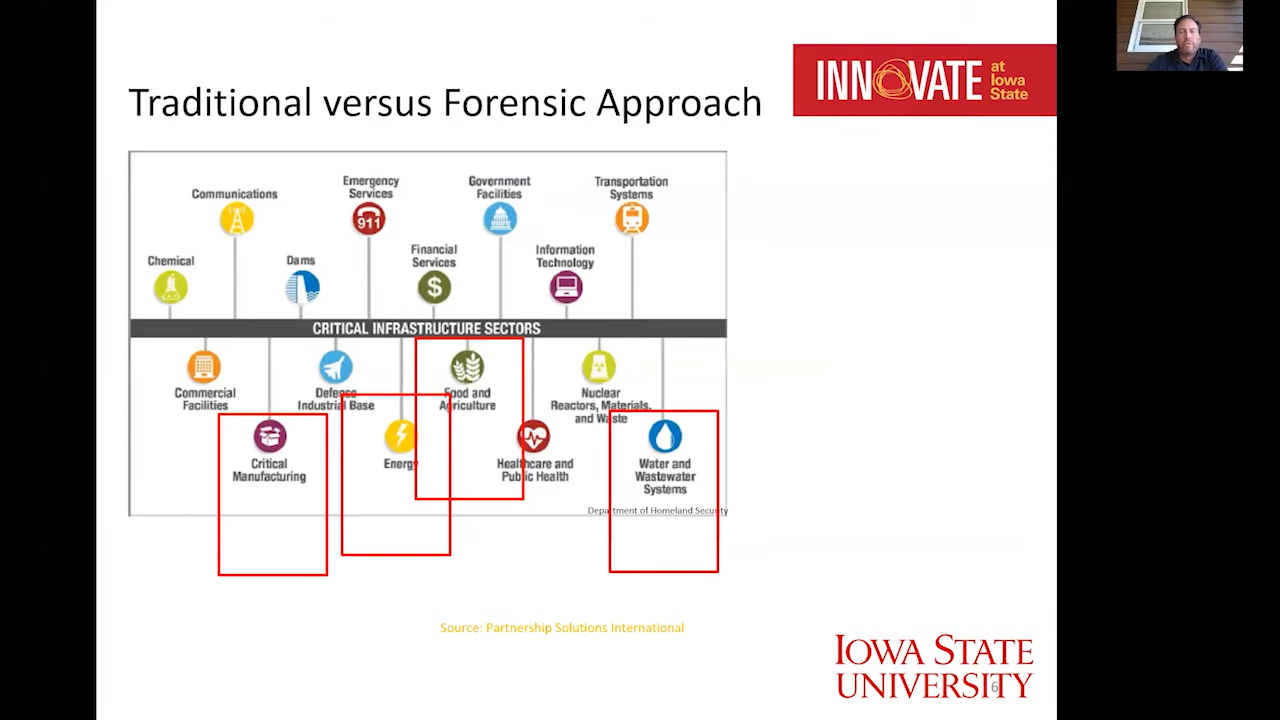 Traditional versus Forensic Approach
INNOVATE
at
Iowa
State
Communications
Emergency
Services
911
Government
Facilities
Transportation
Systems
Chemical
Dams
Financial
Services
$
Information
Technology
CRITICAL INFRASTRUCTURE SECTORS
Commercial
Facilities
Defense
Industrial Base
Food and
Agriculture
Nuclear
Reactors, Materials,
and Waste
Critical
Manufacturing
Energy
Healthcare and
Public Health
Water and
Wastewater
Systems
Department of Homeland Security
Source: Partnership Solutions International
IOWA STATE
UNIVERSITY
6